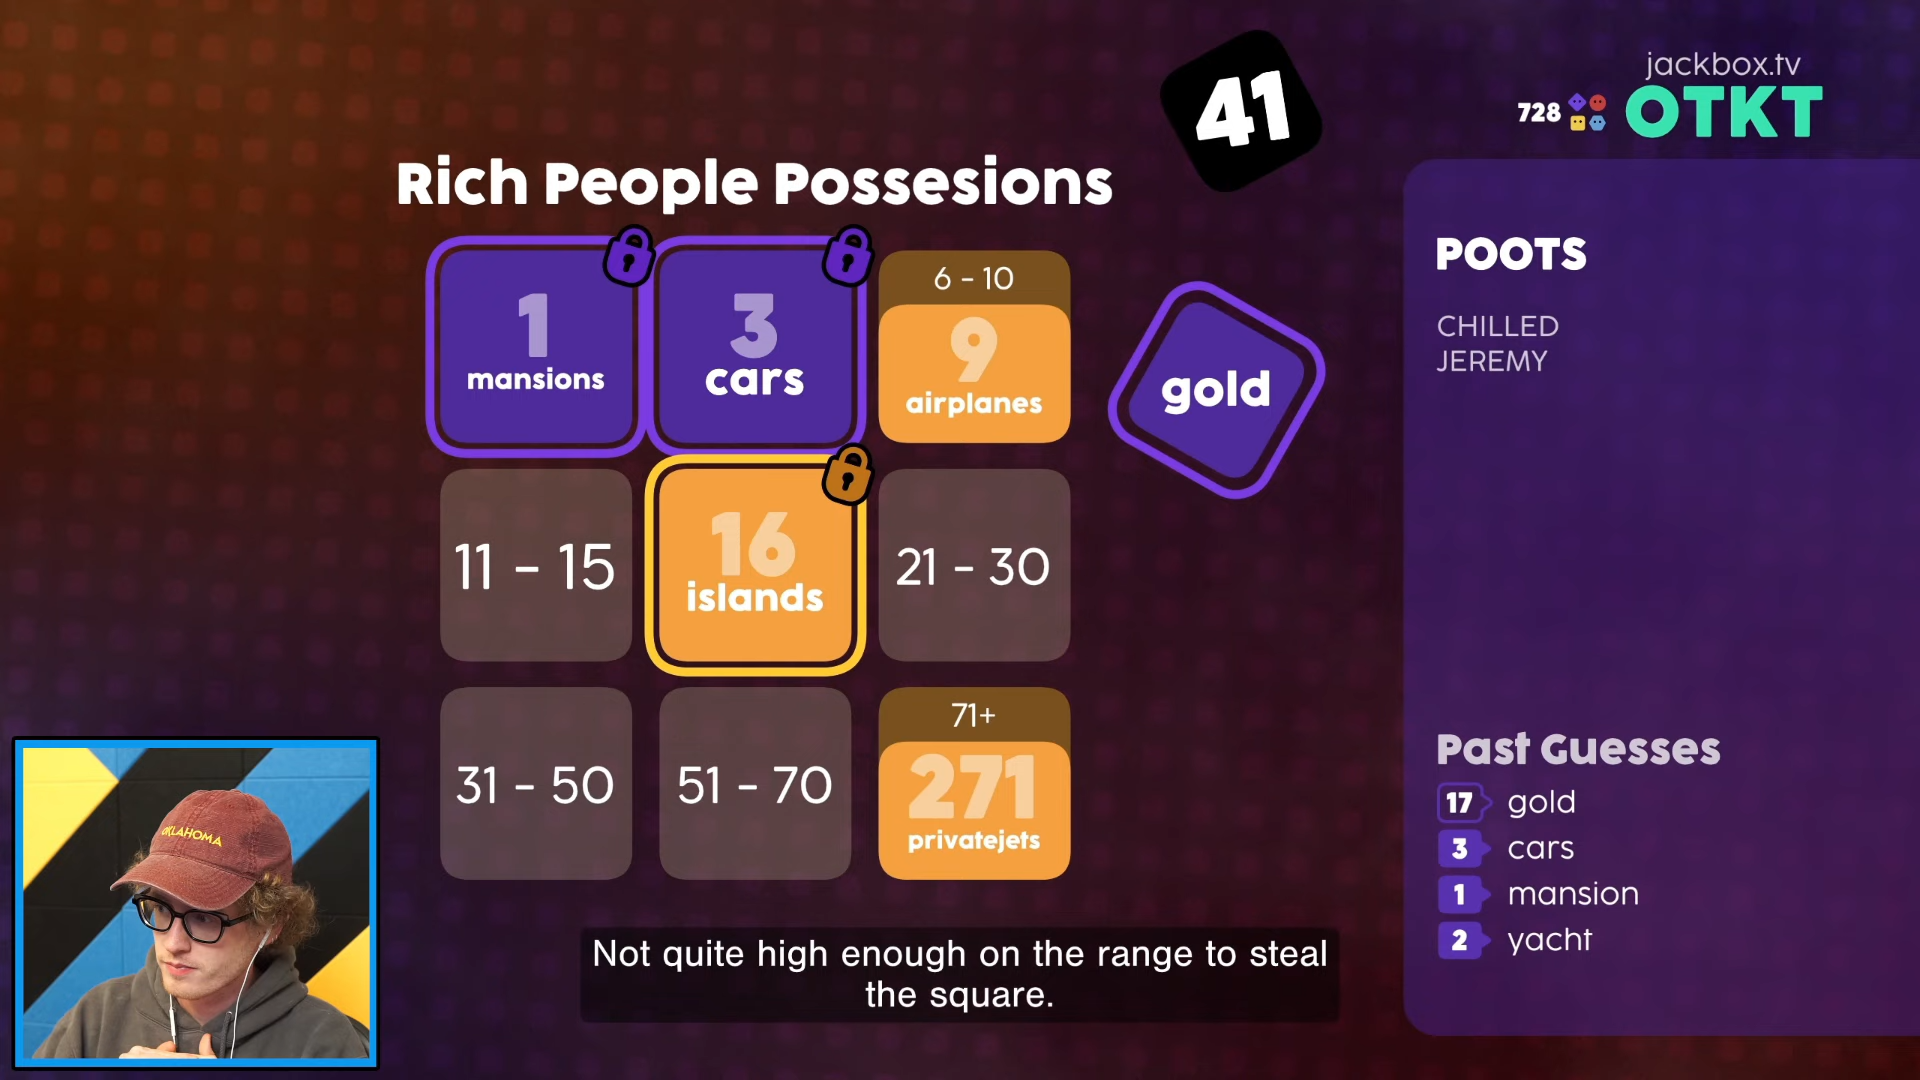 jackbox.tv
728 OTKT
41
Rich People Possesions
1
mansions
3
cars
6 - 10
9
airplanes
gold
11 - 15
16
islands
21 - 30
31 - 50
51 - 70
71+
271
privatejets
POOTS
CHILLED
JEREMY
Past Guesses
17 gold
3 cars
1 mansion
2 yacht
OKLAHOMA
Not quite high enough on the range to steal
the square.